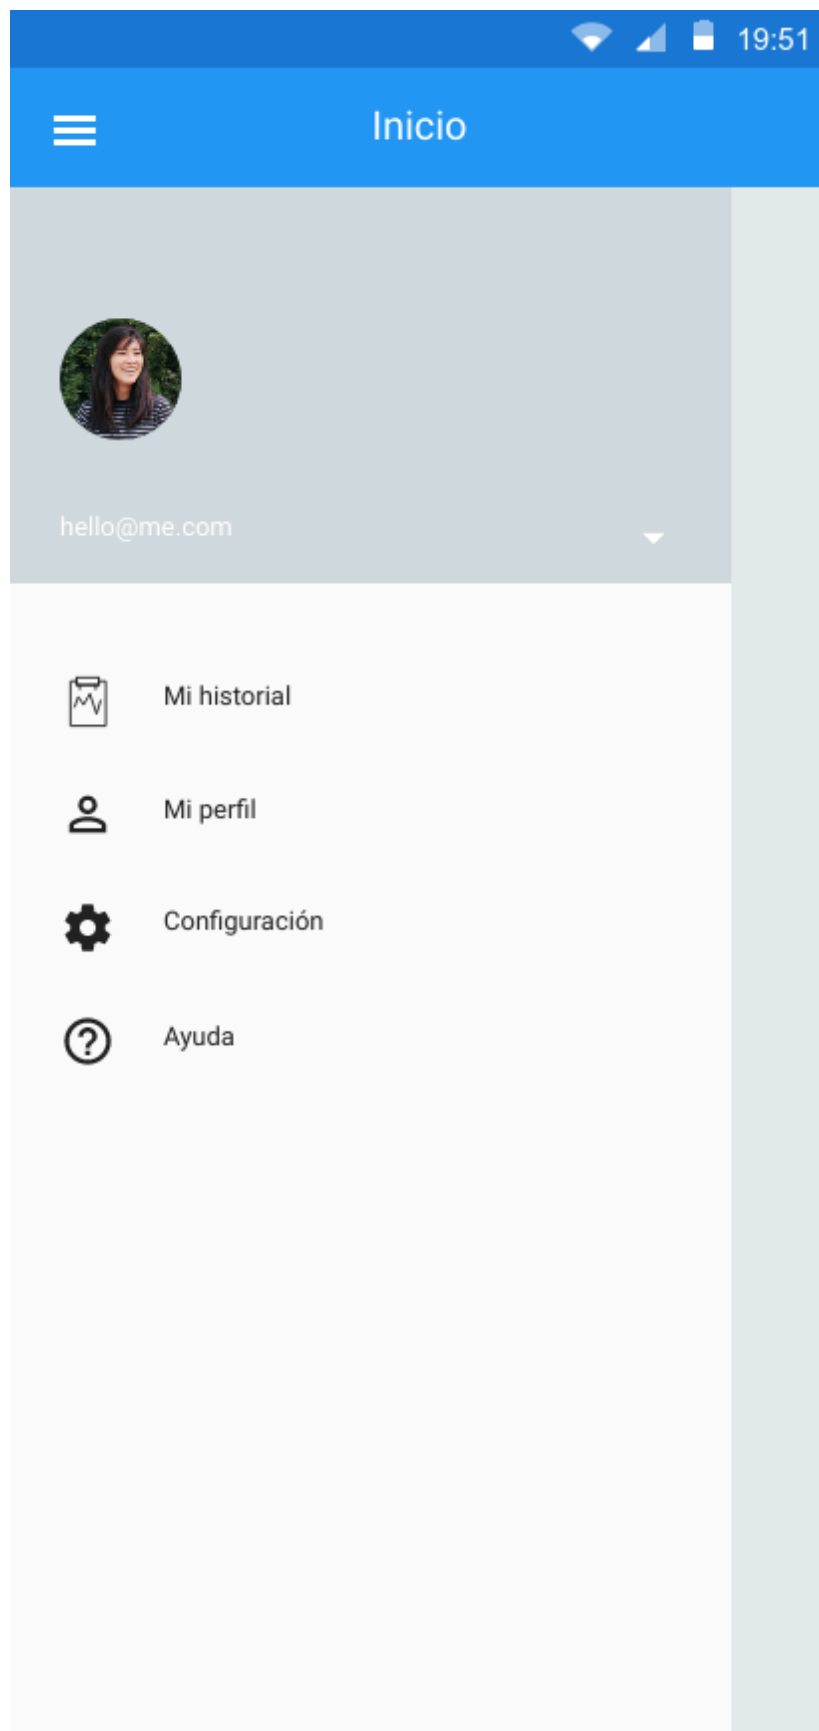 19:51
Inicio
hello@me.com
Mi historial
Mi perfil
Configuración
Ayuda